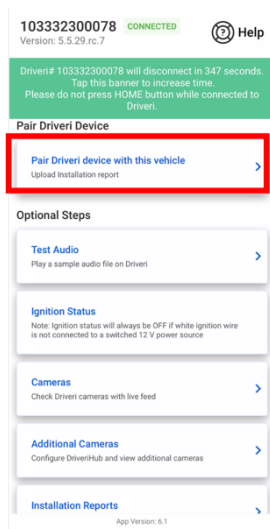 103332300078 CONNECTED
Version: 5.5.29.rc.7
Help
Driveri# 103332300078 will disconnect in 347 seconds.
Tap this banner to increase time.
Please do not press HOME button while connected to
Driveri.
Pair Driveri Device
Pair Driveri device with this vehicle
Upload Installation report
Optional Steps
Test Audio
Play a sample audio file on Driveri
Ignition Status
Note: Ignition status will always be OFF if white ignition wire
is not connected to a switched 12 V power source
Cameras
Check Driveri cameras with live feed
Additional Cameras
Configure DriveriHub and view additional cameras
Installation Reports
App Version: 6.1